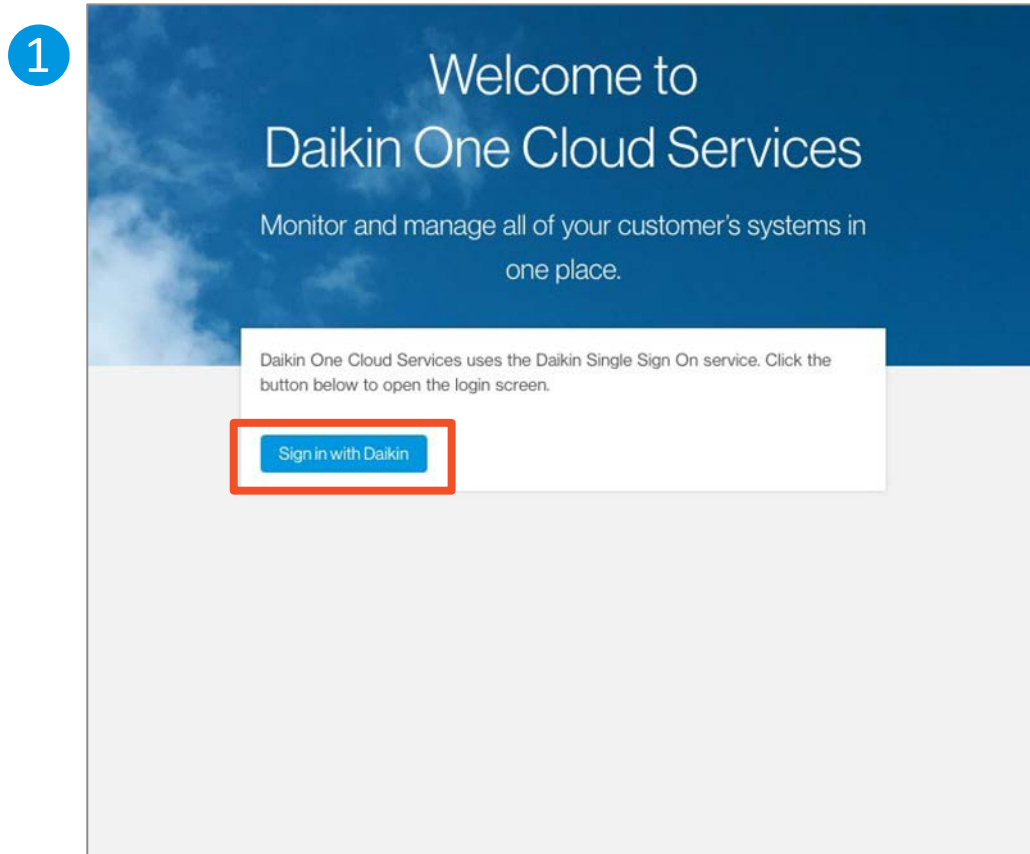 1
Welcome to
Daikin One Cloud Services
Monitor and manage all of your customer's systems in
one place.
Daikin One Cloud Services uses the Daikin Single Sign On service. Click the
button below to open the login screen.
Sign in with Daikin